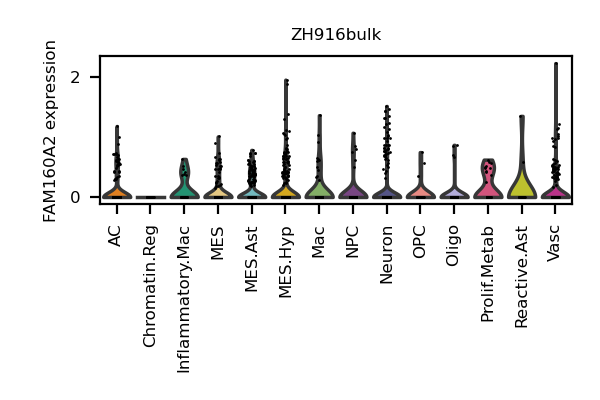 ZH916bulk
FAM160A2 expression
2
0
AC
Chromatin.Reg
Inflammatory.Mac
MES
MES.Ast
MES.Hyp
Mac
NPC
Neuron
OPC
Oligo
Prolif.Metab
Reactive.Ast
Vasc